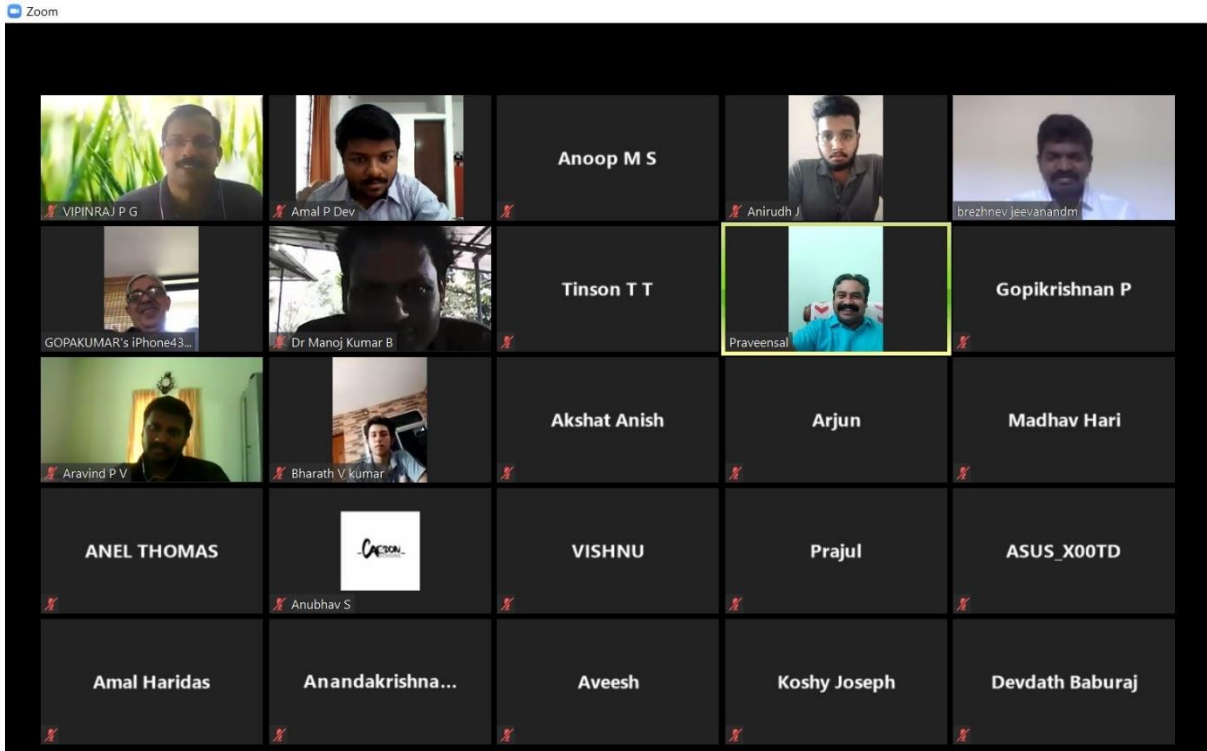 Zoom
VIPINRAJ P G
Amal P Dev
Anoop M S
Anirudh J
brezhnev jeevanandm
GOPAKUMAR's iPhone43...
Dr Manoj Kumar B
Tinson T T
Praveensal
Gopikrishnan P
Aravind P V
Bharath V kumar
Akshat Anish
Arjun
Madhav Hari
ANEL THOMAS
Anubhav S
VISHNU
Prajul
ASUS_X00TD
Amal Haridas
Anandakrishna...
Aveesh
Koshy Joseph
Devdath Baburaj